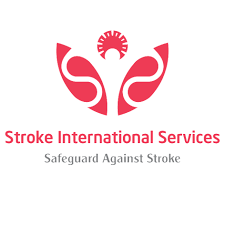 Stroke International Services
Safeguard Against Stroke